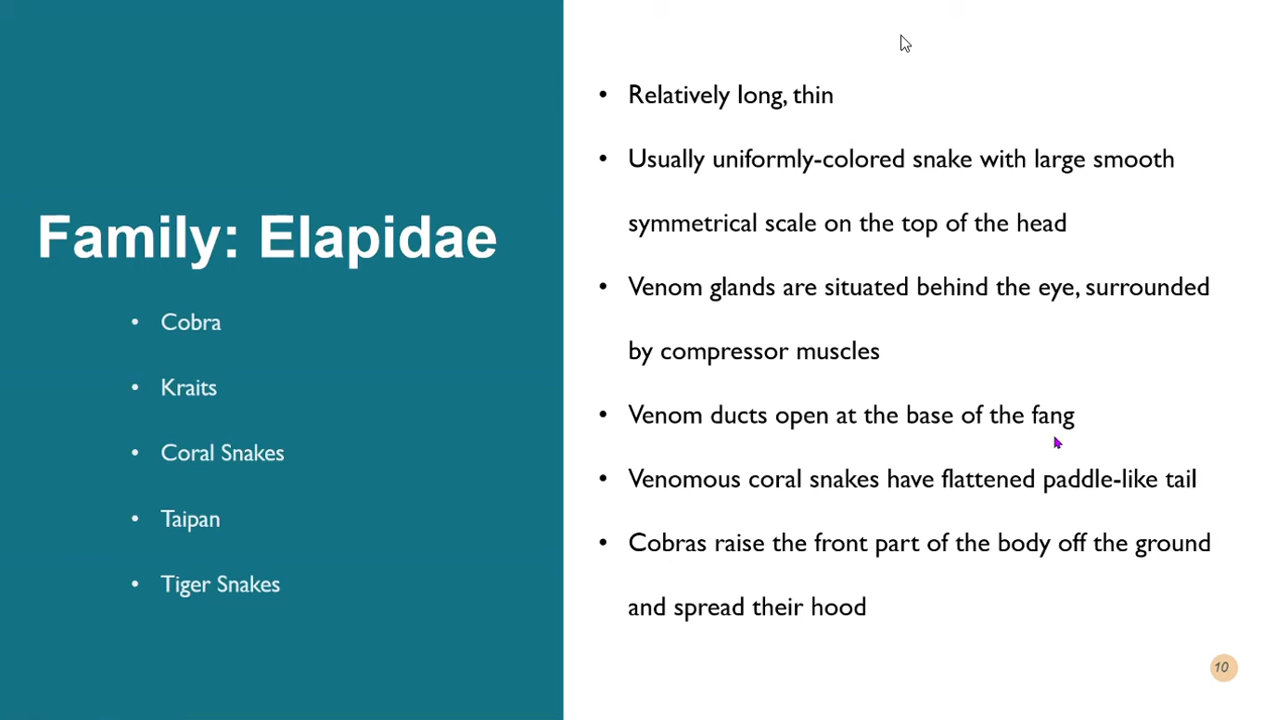 Family: Elapidae
• Cobra
• Kraits
• Coral Snakes
• Taipan
• Tiger Snakes
• Relatively long, thin
• Usually uniformly-colored snake with large smooth
symmetrical scale on the top of the head
• Venom glands are situated behind the eye, surrounded
by compressor muscles
• Venom ducts open at the base of the fang
• Venomous coral snakes have flattened paddle-like tail
• Cobras raise the front part of the body off the ground
and spread their hood
10